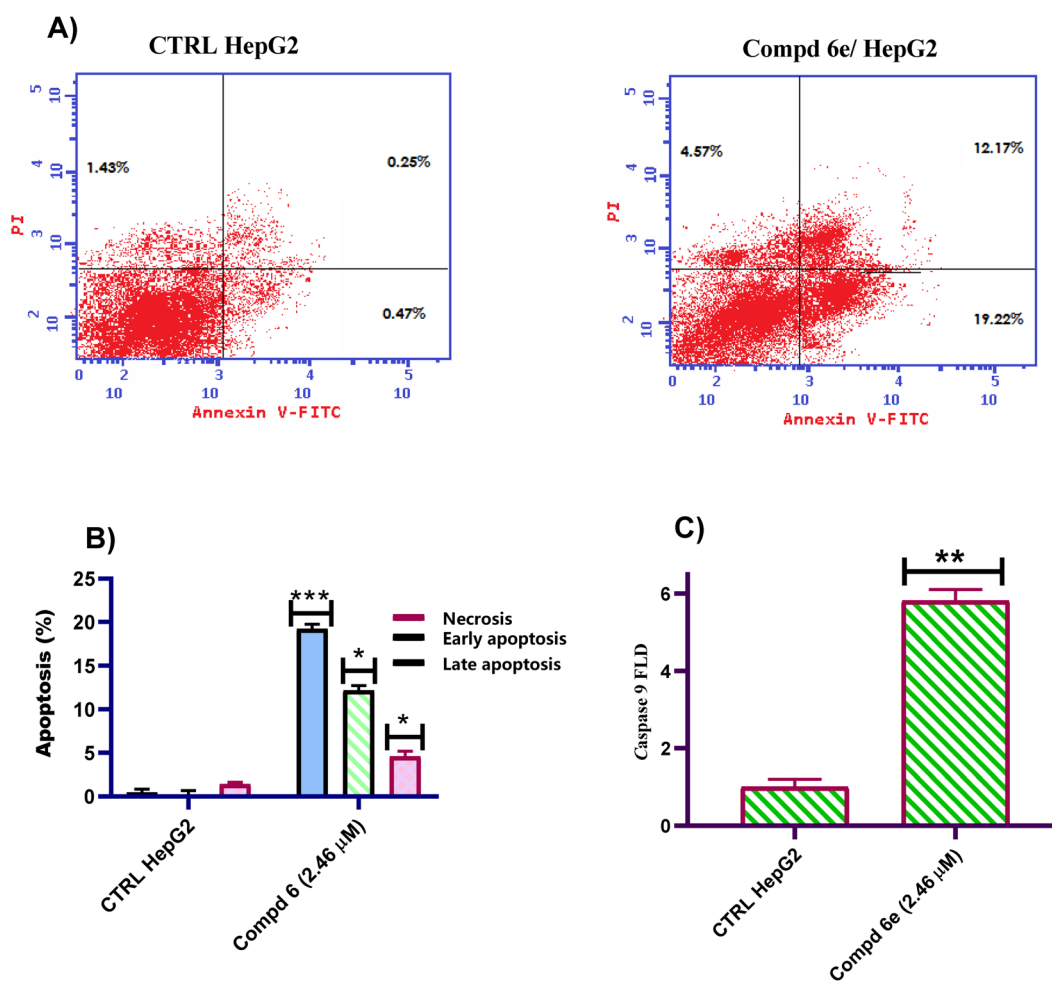 A)
CTRL HepG2
Compd 6e/ HepG2
5
10
4
10
3
10
2
10
PI
1.43%
0.25%
0.47%
0 2 3 4 5
10 10 10 10
Annexin V-FITC
5
10
4
10
3
10
2
10
PI
4.57%
12.17%
19.22%
0 2 3 4 5
10 10 10 10
Annexin V-FITC
B)
Apoptosis (%)
25
20
15
10
5
0
***
*
*
Necrosis
Early apoptosis
Late apoptosis
CTRL HepG2
Compd 6 (2.46 μM)
C)
Caspase 9 FLD
6
4
2
0
**
CTRL HepG2
Compd 6e (2.46 μM)